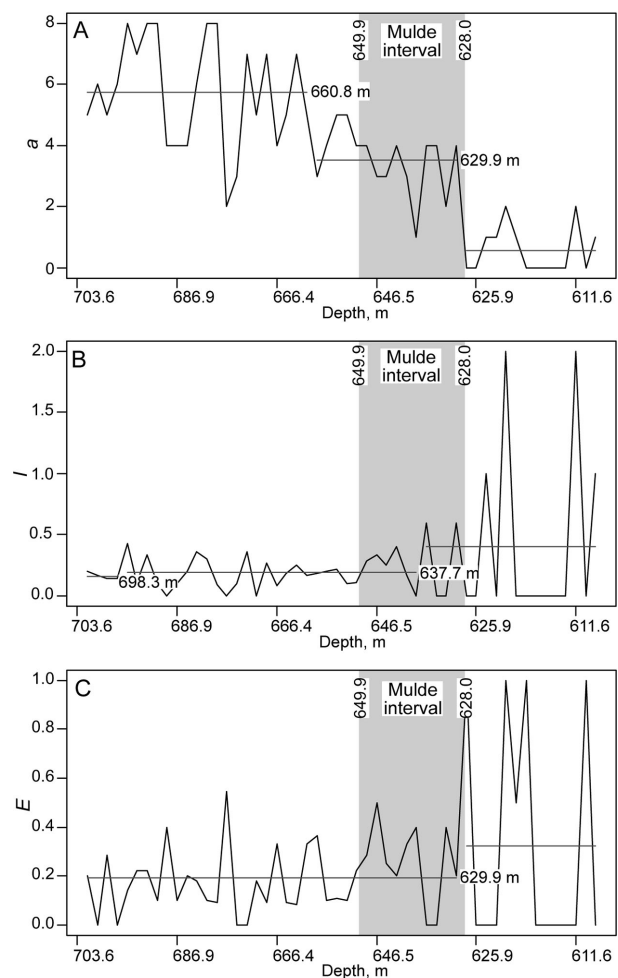 A
8
6
4
2
0
a
649.9
Mulde
interval
628.0
660.8 m
629.9 m
703.6 686.9 666.4 646.5 625.9 611.6
Depth, m
B
2.0
1.5
1.0
0.5
0.0
I
649.9
Mulde
interval
628.0
698.3 m
637.7 m
703.6 686.9 666.4 646.5 625.9 611.6
Depth, m
C
1.0
0.8
0.6
0.4
0.2
0.0
E
649.9
Mulde
interval
628.0
629.9 m
703.6 686.9 666.4 646.5 625.9 611.6
Depth, m